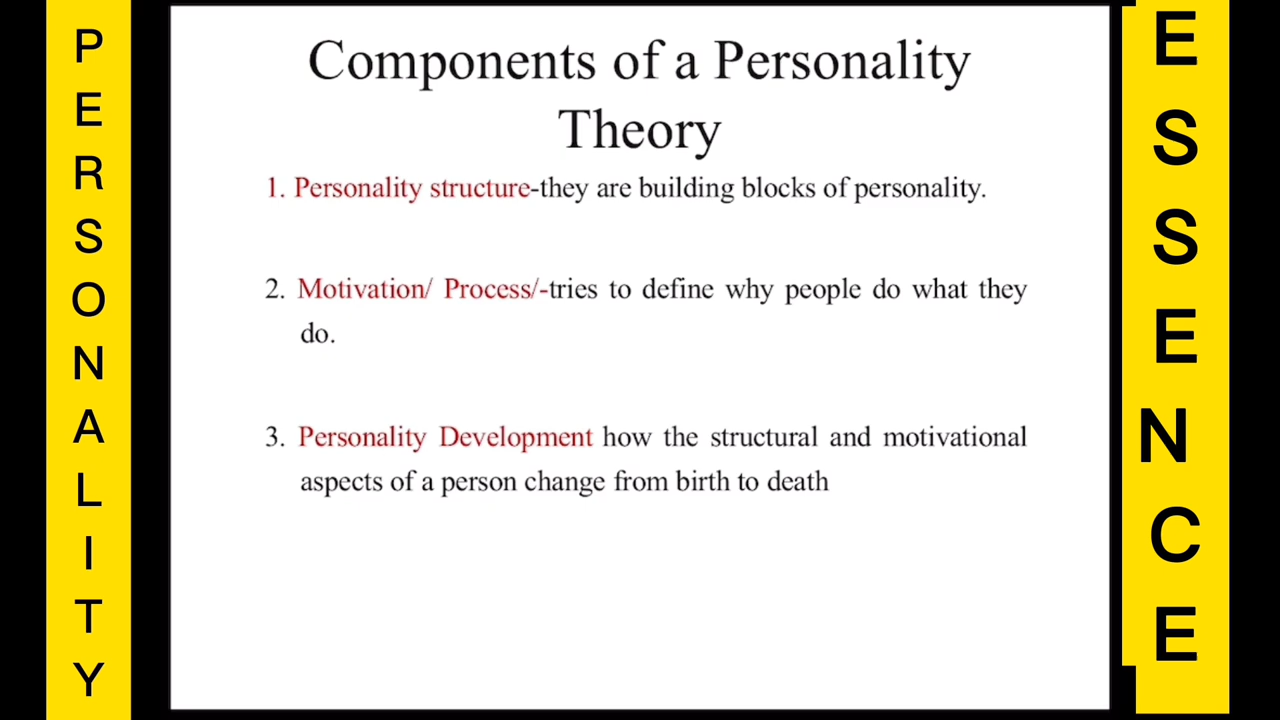 PERSONALITY
Components of a Personality
Theory
1. Personality structure-they are building blocks of personality.
2. Motivation/ Process/-tries to define why people do what they
do.
3. Personality Development how the structural and motivational
aspects of a person change from birth to death
ESSENCE